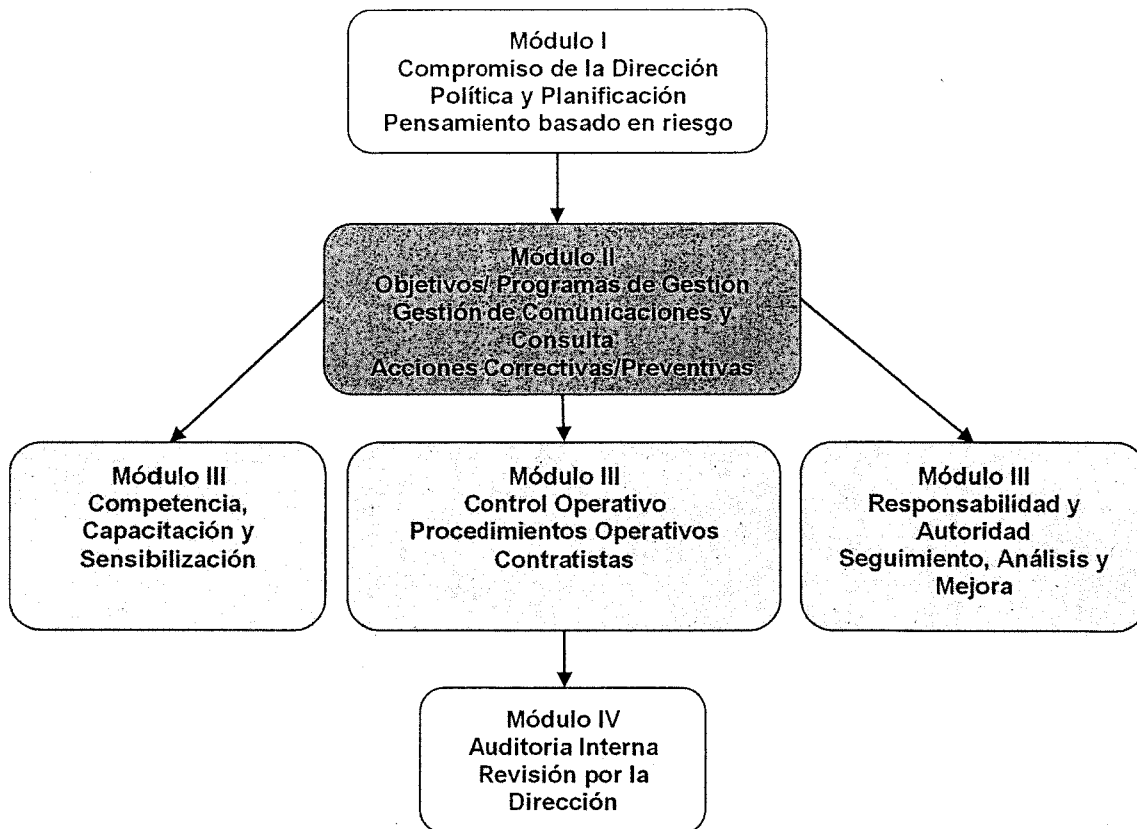 Módulo I
Compromiso de la Dirección
Política y Planificación
Pensamiento basado en riesgo
Módulo II
Objetivos/ Programas de Gestión
Gestión de Comunicaciones y
Consulta
Acciones Correctivas/Preventivas
Módulo III
Competencia,
Capacitación y
Sensibilización
Módulo III
Control Operativo
Procedimientos Operativos
Contratistas
Módulo III
Responsabilidad y
Autoridad
Seguimiento, Análisis y
Mejora
Módulo IV
Auditoria Interna
Revisión por la
Dirección